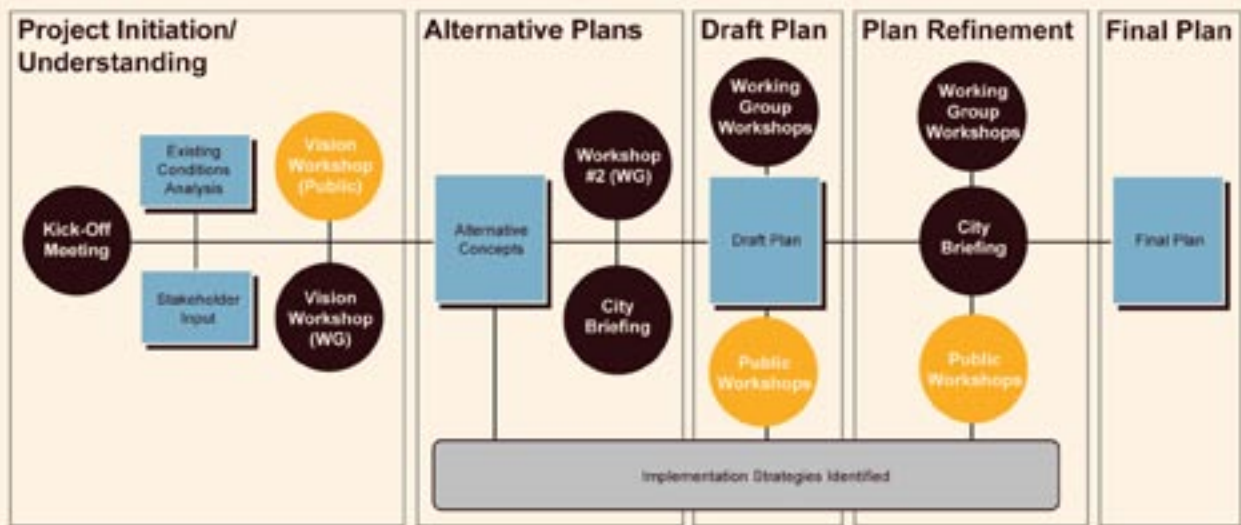 Project Initiation/
Understanding
Kick-Off
Meeting
Existing
Conditions
Analysis
Stakeholder
Input
Vision
Workshop
(Public)
Vision
Workshop
(WG)
Alternative Plans
Alternative
Concepts
Workshop
#2 (WG)
City
Briefing
Draft Plan
Working
Group
Workshops
Draft Plan
Public
Workshops
Plan Refinement
Working
Group
Workshops
City
Briefing
Public
Workshops
Final Plan
Final Plan
Implementation Strategies Identified